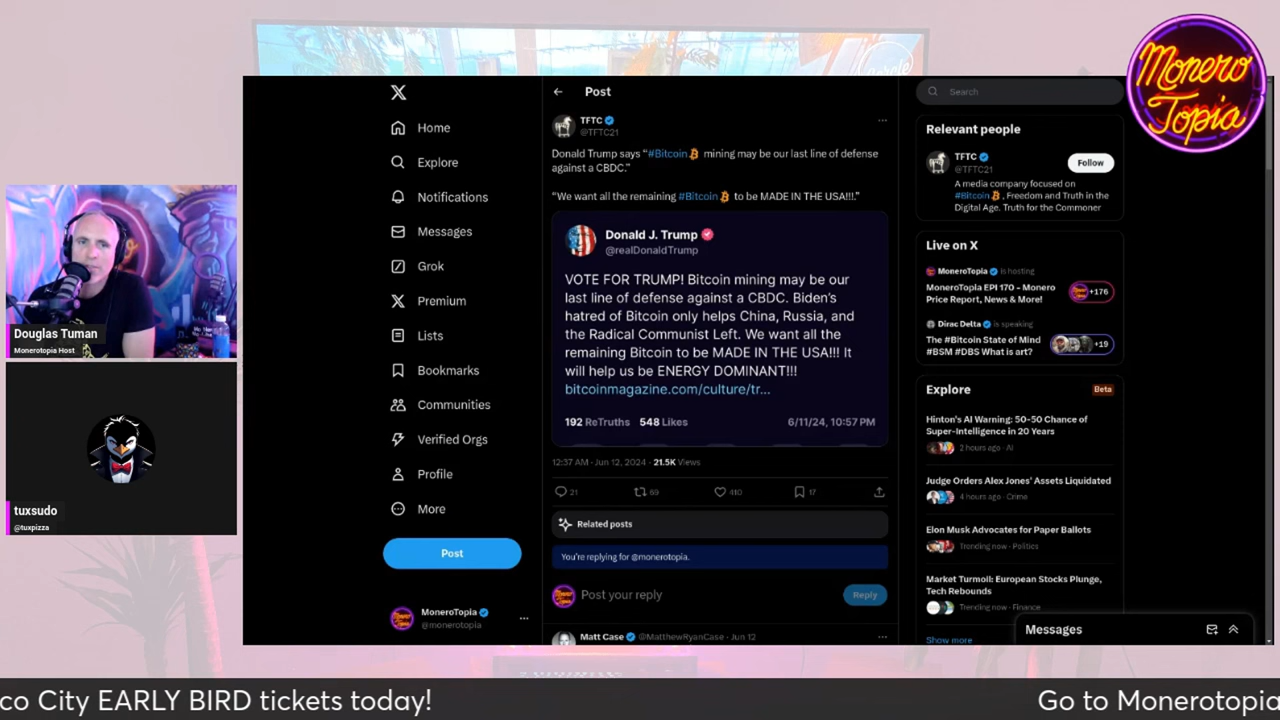 Monero
Topia
Douglas Tuman
Monerotopia Host
tuxsudo
@tuxpizza
Home
Explore
Notifications
Messages
Grok
Premium
Lists
Bookmarks
Communities
Verified Orgs
Profile
More
Post
MoneroTopia
@monerotopia
Post
TFTC
@TFTC21
Donald Trump says “#Bitcoin mining may be our last line of defense
against a CBDC.”
“We want all the remaining #Bitcoin to be MADE IN THE USA!!!.”
Donald J. Trump
@realDonaldTrump
VOTE FOR TRUMP! Bitcoin mining may be our
last line of defense against a CBDC. Biden’s
hatred of Bitcoin only helps China, Russia, and
the Radical Communist Left. We want all the
remaining Bitcoin to be MADE IN THE USA!!! It
will help us be ENERGY DOMINANT!!!
bitcoinmagazine.com/culture/tr...
192 ReTruths 548 Likes 6/11/24, 10:57 PM
12:37 AM · Jun 12, 2024 · 21.5K Views
21 69 410 17
Related posts
You’re replying for @monerotopia.
Post your reply
Reply
Matt Case @MatthewRyanCase · Jun 12
Search
Relevant people
TFTC
@TFTC21
Follow
A media company focused on
#Bitcoin, Freedom and Truth in the
Digital Age. Truth for the Commoner
Live on X
MoneroTopia is hosting
MoneroTopia EPI 170 - Monero
Price Report, News & More!
+176
Dirac Delta is speaking
The #Bitcoin State of Mind
#BSM #DBS What is art?
+19
Explore
Beta
Hinton’s AI Warning: 50-50 Chance of
Super-Intelligence in 20 Years
2 hours ago · AI
Judge Orders Alex Jones’ Assets Liquidated
4 hours ago · Crime
Elon Musk Advocates for Paper Ballots
Trending now · Politics
Market Turmoil: European Stocks Plunge,
Tech Rebounds
Trending now · Finance
Show more
Messages
co City EARLY BIRD tickets today!
Go to Monerotopia